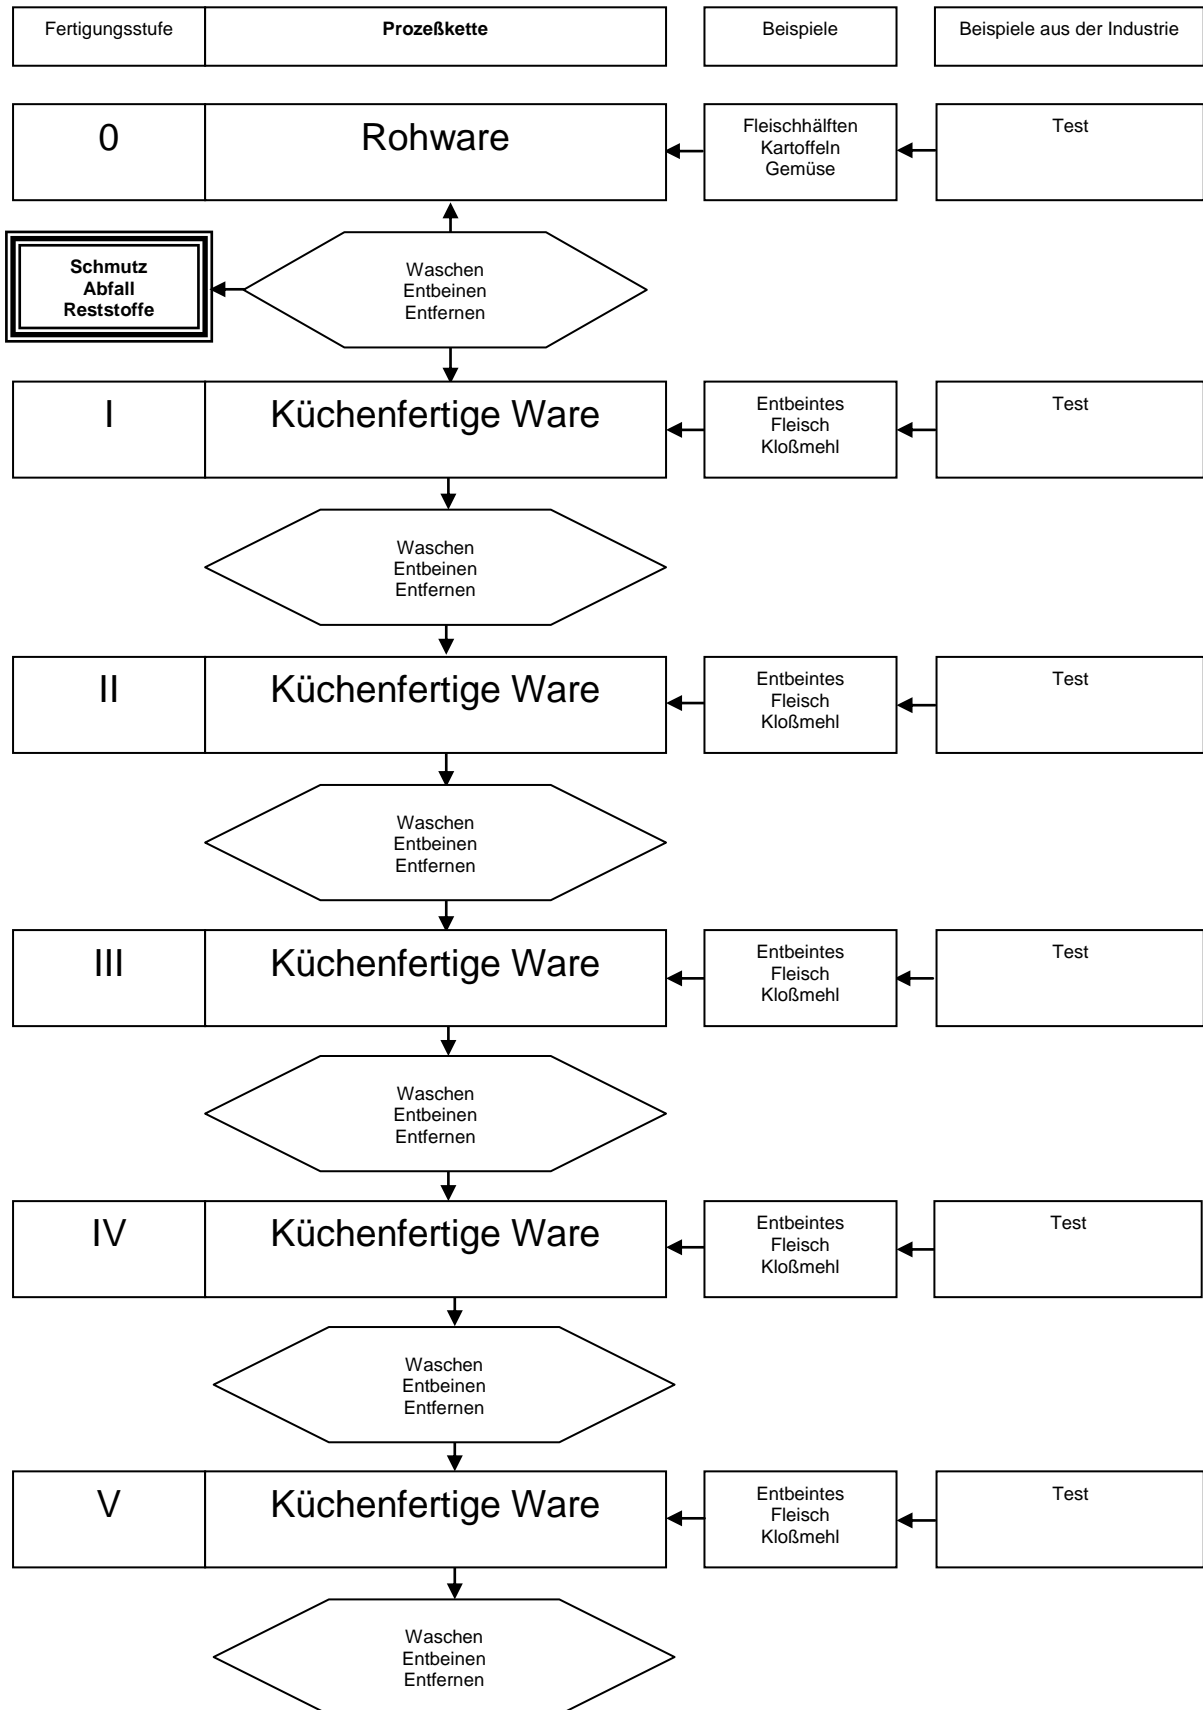 Fertigungsstufe
Prozeßkette
Beispiele
Beispiele aus der Industrie
0
Rohware
Fleischhälften
Kartoffeln
Gemüse
Test
Schmutz
Abfall
Reststoffe
Waschen
Entbeinen
Entfernen
I
Küchenfertige Ware
Entbeintes
Fleisch
Kloßmehl
Test
Waschen
Entbeinen
Entfernen
II
Küchenfertige Ware
Entbeintes
Fleisch
Kloßmehl
Test
Waschen
Entbeinen
Entfernen
III
Küchenfertige Ware
Entbeintes
Fleisch
Kloßmehl
Test
Waschen
Entbeinen
Entfernen
IV
Küchenfertige Ware
Entbeintes
Fleisch
Kloßmehl
Test
Waschen
Entbeinen
Entfernen
V
Küchenfertige Ware
Entbeintes
Fleisch
Kloßmehl
Test
Waschen
Entbeinen
Entfernen